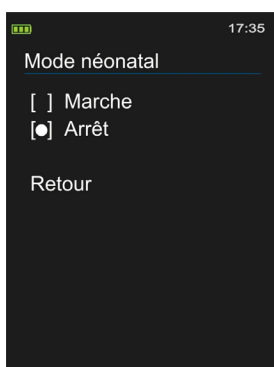 17:35
Mode néonatal
[ ] Marche
[●] Arrêt
Retour